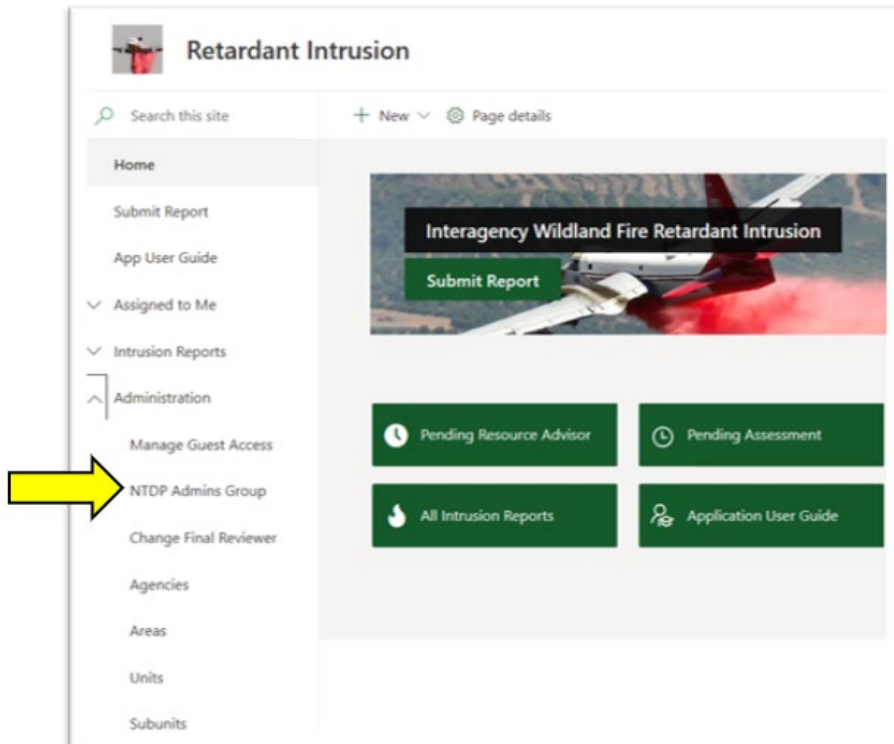 Retardant Intrusion
Search this site
New
Page details
Home
Submit Report
App User Guide
Assigned to Me
Intrusion Reports
Administration
Manage Guest Access
NTDP Admins Group
Change Final Reviewer
Agencies
Areas
Units
Subunits
Interagency Wildland Fire Retardant Intrusion
Submit Report
Pending Resource Advisor
Pending Assessment
All Intrusion Reports
Application User Guide